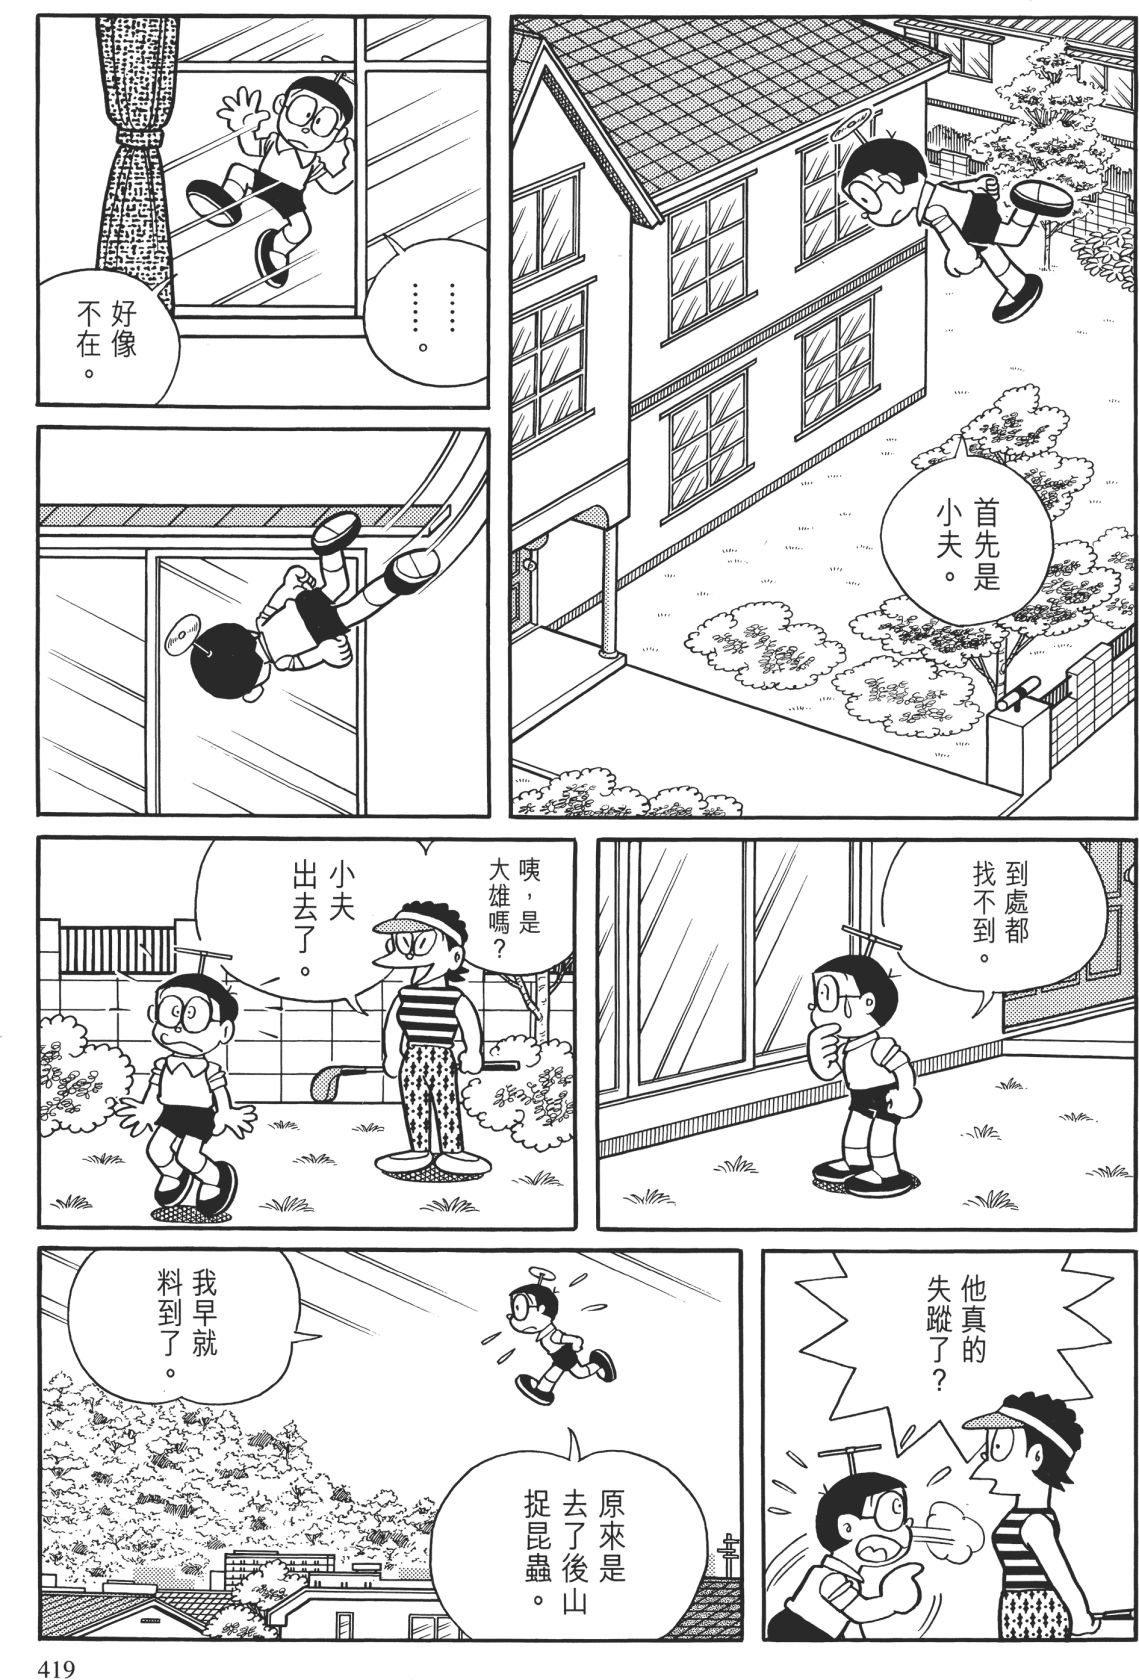 首先是
小夫。
⋯⋯⋯。
好像
不在。
到處都
找不到。
咦，是
大雄嗎？
小夫
出去了。
他真的
失蹤了？
原來是
去了後山
捉昆蟲。
我早就
料到了。
419